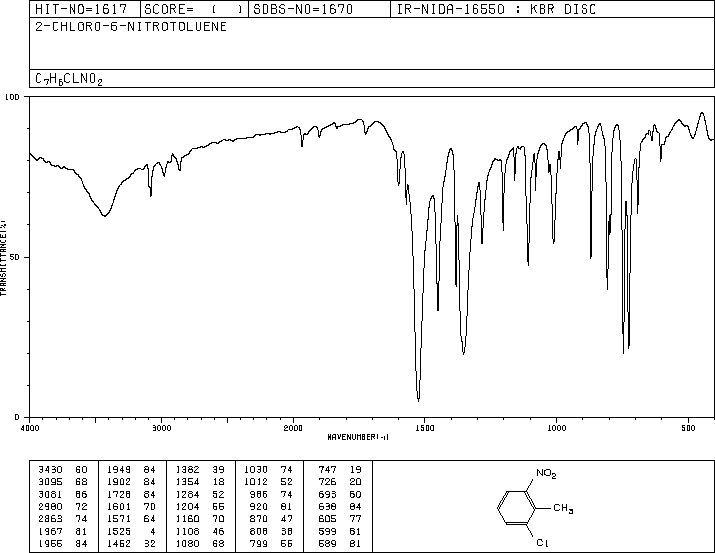 HIT-NO=1617 SCORE= ( ) SDBS-NO=1670 IR-NIDA-16550 : KBR DISC
2-CHLORO-6-NITROTOLUENE
C7H6CLNO2
100
50
0
TRANSMITTANCE(%)
4000 3000 2000 1500 1000 500
WAVENUMBER(-1)
3430 60 1949 84 1382 39 1030 74 747 19
3095 68 1902 84 1354 18 1012 52 726 20
3081 66 1728 84 1284 52 986 74 693 60
2980 72 1601 70 1204 55 920 81 638 84
2863 74 1571 64 1160 70 870 47 605 77
1967 81 1525 4 1108 46 808 38 599 81
1955 84 1452 32 1080 68 799 55 589 81
NO2
CH3
Cl